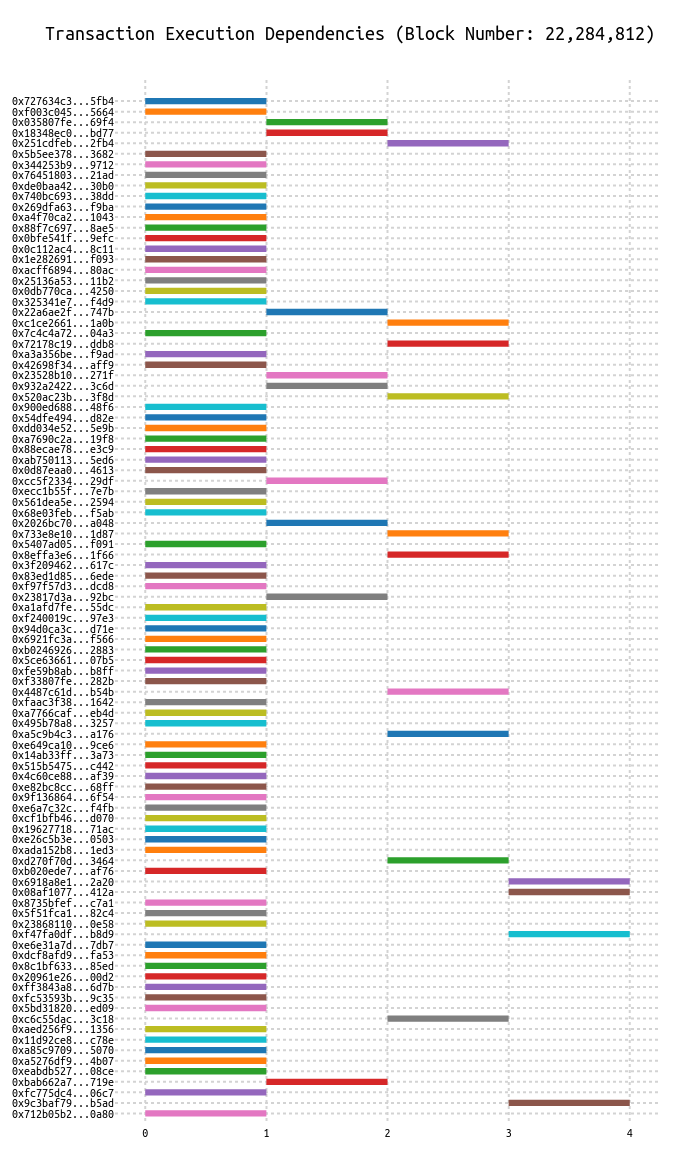 Transaction Execution Dependencies (Block Number: 22,284,812)
0x727634c3...5fb4
0xf003c045...5664
0x035807fe...69f4
0x18348ec0...bd77
0x251cdfeb...2fb4
0x5b5ee378...3682
0x344253b9...9712
0x76451803...21ad
0xde0baa42...30b0
0x740bc693...38dd
0x269dfa63...f9ba
0xa4f70ca2...1043
0x88f7c697...8ae5
0x0bfe541f...9efc
0x0c112ac4...8c11
0x1e282691...f093
0xacff6894...80ac
0x25136a53...11b2
0x0db770ca...4250
0x325341e7...f4d9
0x22a6ae2f...747b
0xc1ce2661...1a0b
0x7c4c4a72...04a3
0x72178c19...ddb8
0xa3a356be...f9ad
0x42698f34...aff9
0x23528b10...271f
0x932a2422...3c6d
0x520ac23b...3f8d
0x900ed688...48f6
0x54dfe494...d82e
0xdd034e52...5e9b
0xa7690c2a...19f8
0x88ecae78...e3c9
0xab750113...5ed6
0x0d87eaa0...4613
0xcc5f2334...29df
0xecc1b55f...7e7b
0x561dea5e...2594
0x68e03feb...f5ab
0x2026bc70...a048
0x733e8e10...1d87
0x5407ad05...f091
0x8effa3e6...1f66
0x3f209462...617c
0x83ed1d85...6ede
0xf97f57d3...dcd8
0x23817d3a...92bc
0xa1afd7fe...55dc
0xf240019c...97e3
0x94d0ca3c...d71e
0x6921fc3a...f566
0xb0246926...2883
0x5ce63661...07b5
0xfe59b8ab...b8ff
0xf33807fe...282b
0x4487c61d...b54b
0xfaac3f38...1642
0xa7766caf...eb4d
0x495b78a8...3257
0xa5c9b4c3...a176
0xe649ca10...9ce6
0x14ab33ff...3a73
0x515b5475...c442
0x4c60ce88...af39
0xe82bc8cc...68ff
0x9f136864...6f54
0xe6a7c32c...f4fb
0xcf1bfb46...d070
0x19627718...71ac
0xe26c5b3e...0503
0xada152b8...1ed3
0xd270f70d...3464
0xb020ede7...af76
0x6918a8e1...2a20
0x08af1077...412a
0x8735bfef...c7a1
0x5f51fca1...82c4
0x23868110...0e58
0xf47fa0df...b8d9
0xe6e31a7d...7db7
0xdcf8afd9...fa53
0x8c1bf633...85ed
0x20961e26...00d2
0xff3843a8...6d7b
0xfc53593b...9c35
0x5bd31820...ed09
0xc6c55dac...3c18
0xaed256f9...1356
0x11d92ce8...c78e
0xa85c9709...5070
0xa5276df9...4b07
0xeabdb527...08ce
0xbab662a7...719e
0xfc775dc4...06c7
0x9c3baf79...b5ad
0x712b05b2...0a80
0 1 2 3 4